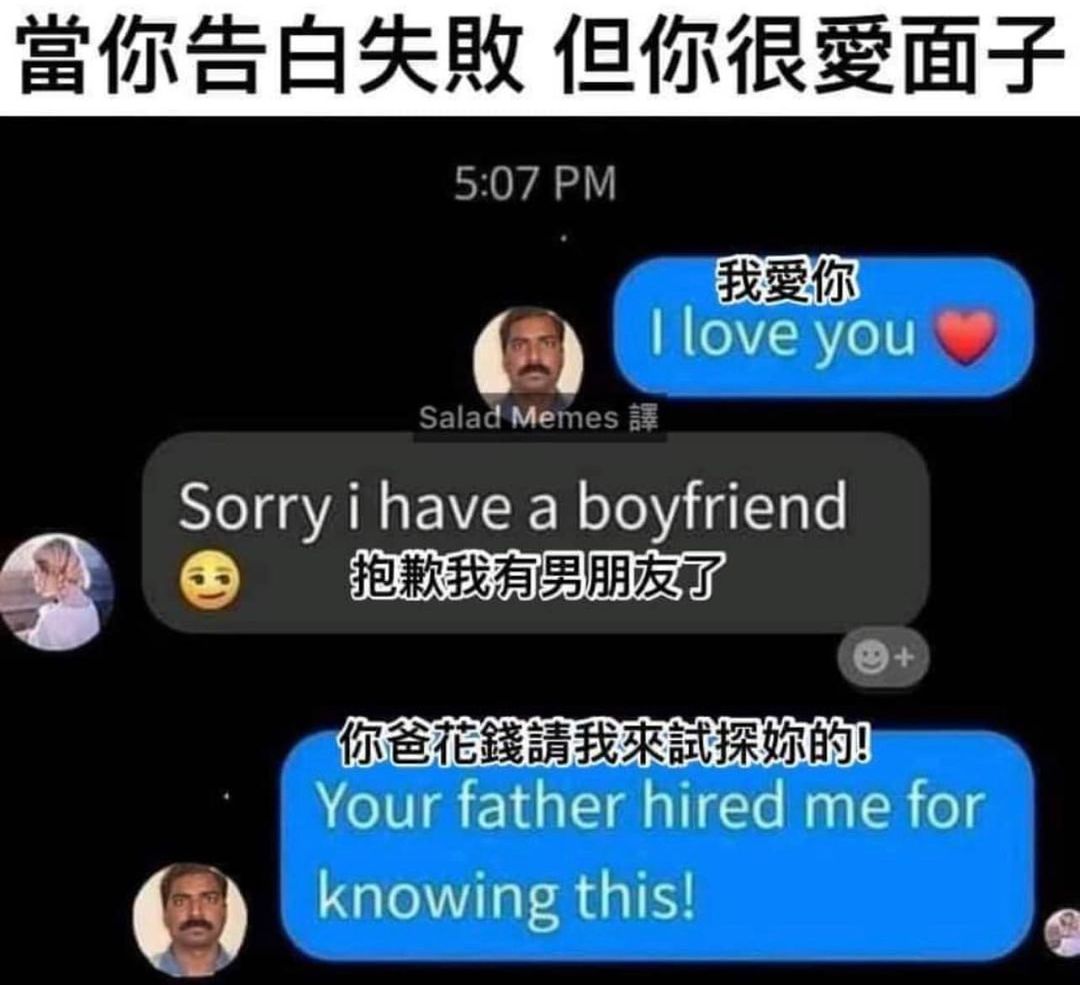 當你告白失敗 但你很愛面子
5:07 PM
我愛你
I love you ❤️
Salad Memes 譯
Sorry i have a boyfriend
😏 抱歉我有男朋友了
你爸花錢請我來試探妳的!
Your father hired me for
knowing this!